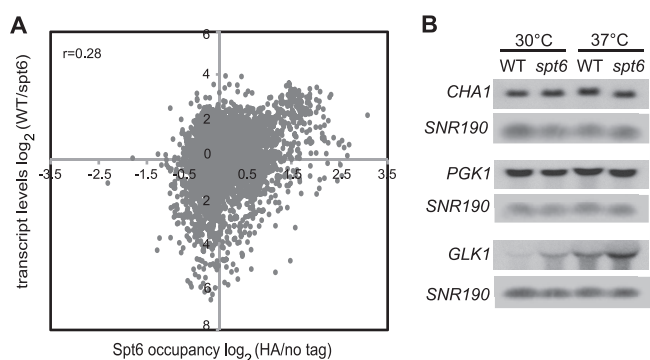 A
r=0.28
transcript levels log2 (WT/spt6)
6
4
2
0
2
4
6
8
-3.5 -2.5 -1.5 -0.5 0.5 1.5 2.5 3.5
Spt6 occupancy log2 (HA/no tag)
B
30°C 37°C
WT spt6 WT spt6
CHA1
SNR190
PGK1
SNR190
GLK1
SNR190